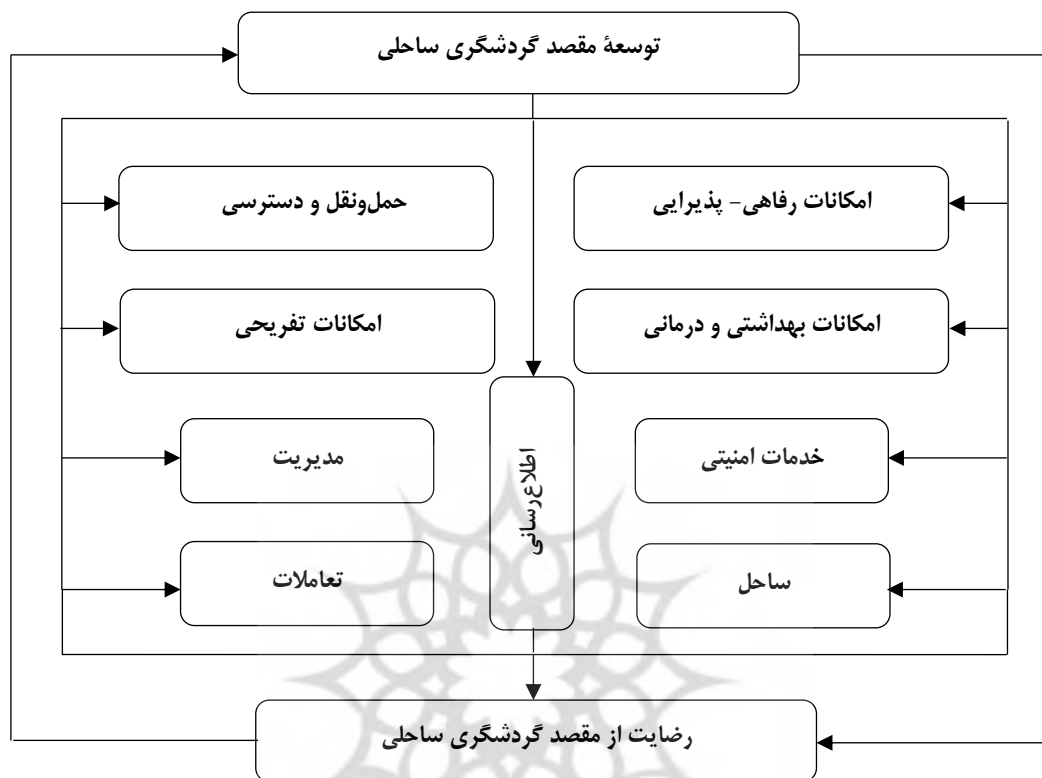 توسعهٔ مقصد گردشگری ساحلی
امکانات رفاهی- پذیرایی
حمل‌ونقل و دسترسی
امکانات بهداشتی و درمانی
امکانات تفریحی
اطلاع‌رسانی
خدمات امنیتی
مدیریت
ساحل
تعاملات
رضایت از مقصد گردشگری ساحلی